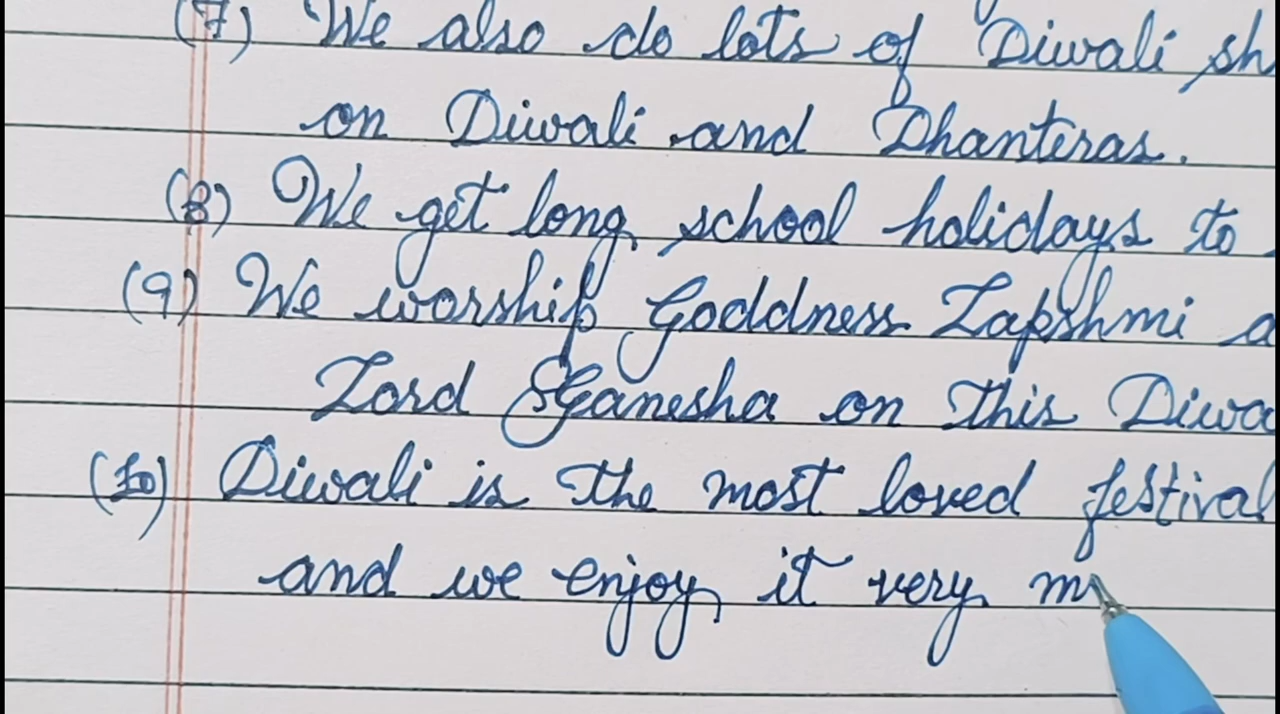 (7) We also do lots of Diwali sh
on Diwali and Dhanteras.
(8) We get long school holidays to
(9) We worship Goddness Lapshmi a
Lord Ganesha on this Diwa
(10) Diwali is the most loved festival
and we enjoy it very m